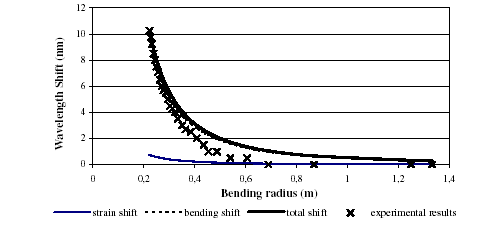 12
10
8
6
4
2
0
Wavelength Shift (nm)
0 0,2 0,4 0,6 0,8 1 1,2 1,4
Bending radius (m)
strain shift bending shift total shift experimental results